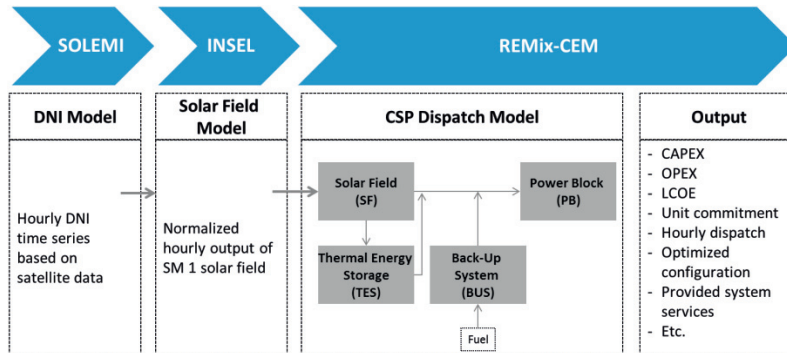 SOLEMI
INSEL
REMix-CEM
DNI Model
Solar Field
Model
CSP Dispatch Model
Output
Hourly DNI
time series
based on
satellite data
Normalized
hourly output of
SM 1 solar field
Solar Field
(SF)
Power Block
(PB)
Thermal Energy
Storage
(TES)
Back-Up
System
(BUS)
Fuel
- CAPEX
- OPEX
- LCOE
- Unit commitment
- Hourly dispatch
- Optimized
configuration
- Provided system
services
- Etc.